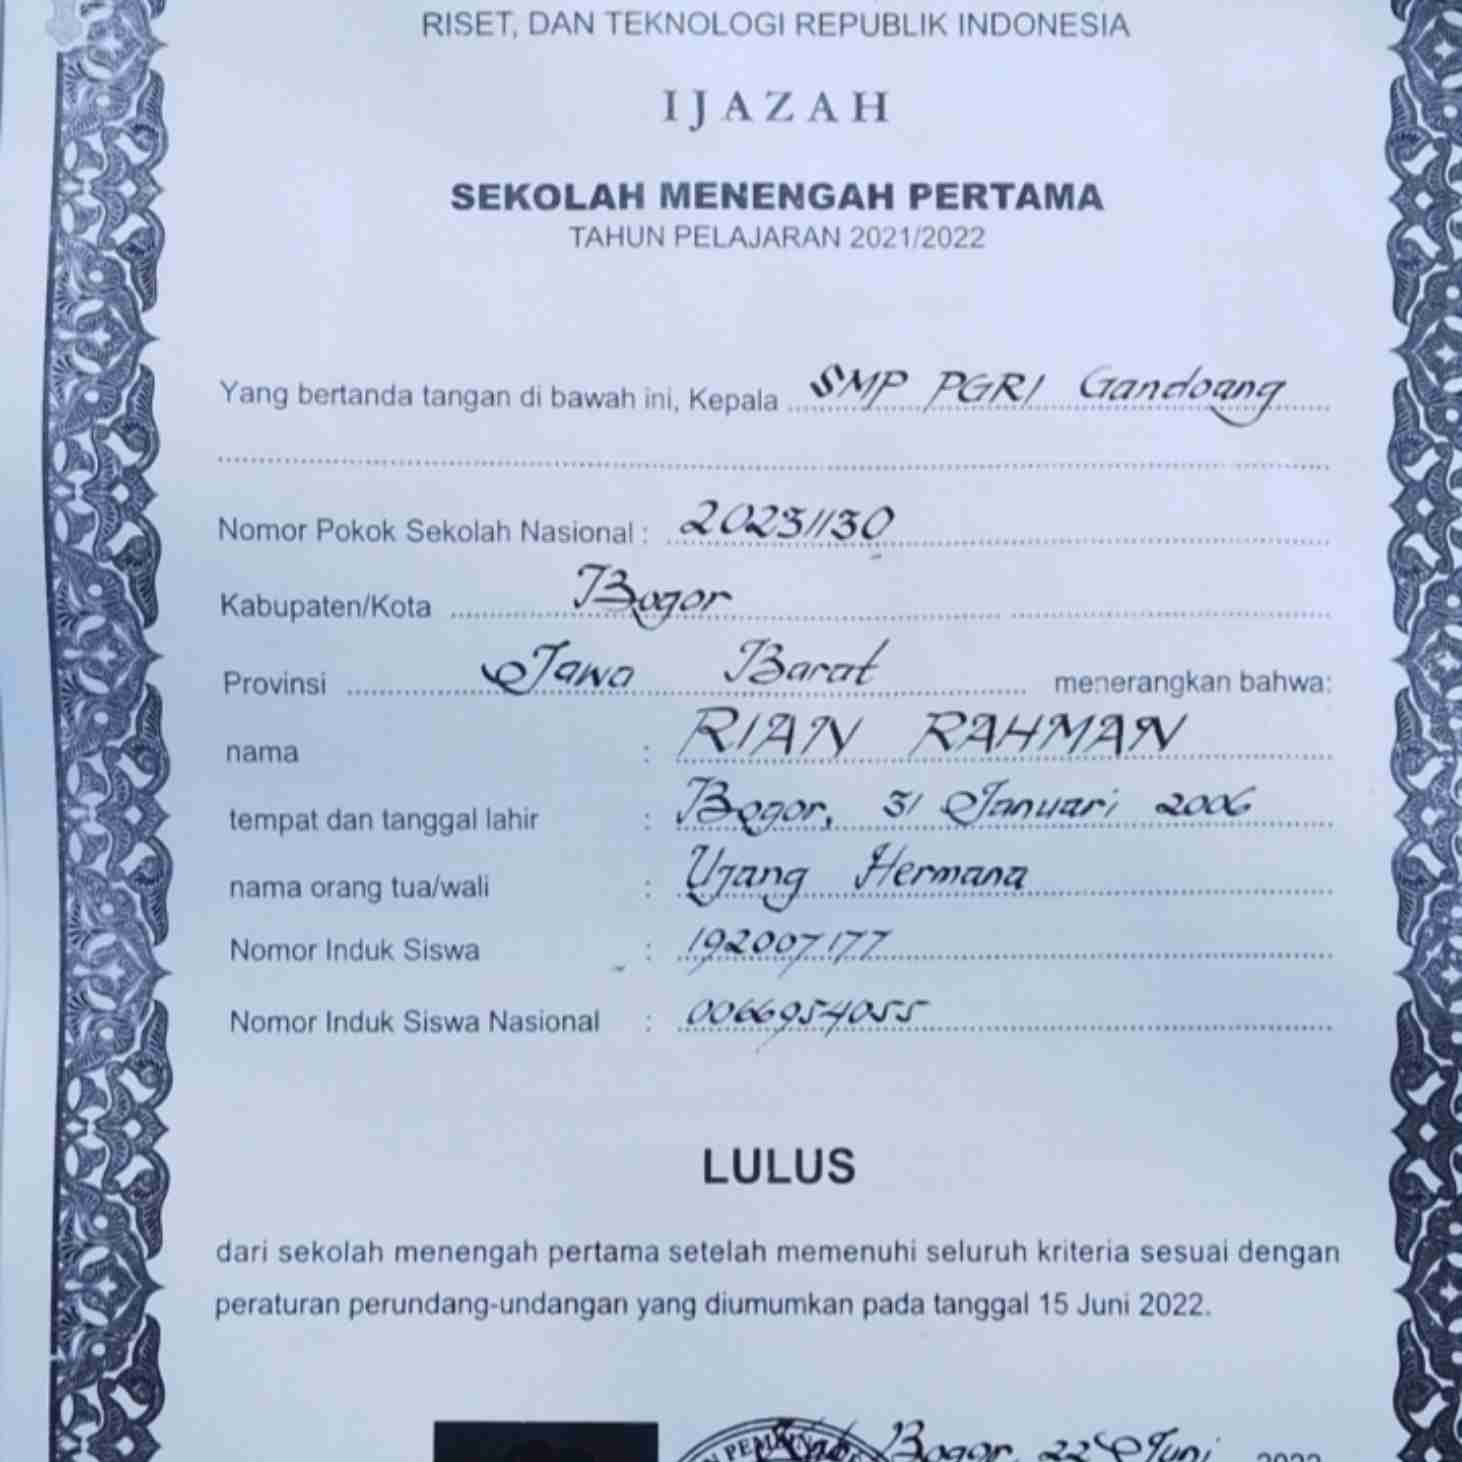 RISET, DAN TEKNOLOGI REPUBLIK INDONESIA
IJAZAH
SEKOLAH MENENGAH PERTAMA
TAHUN PELAJARAN 2021/2022
Yang bertanda tangan di bawah ini, Kepala SMP PGRI Gandoang
Nomor Pokok Sekolah Nasional : 20231130
Kabupaten/Kota Bogor
Provinsi Jawa Barat menerangkan bahwa:
nama : RIAN RAHMAN
tempat dan tanggal lahir : Bogor, 31 Januari 2006
nama orang tua/wali : Ujang Hermana
Nomor Induk Siswa : 192007177
Nomor Induk Siswa Nasional : 0066954055
LULUS
dari sekolah menengah pertama setelah memenuhi seluruh kriteria sesuai dengan
peraturan perundang-undangan yang diumumkan pada tanggal 15 Juni 2022.
Bogor, 22 Juni 2022